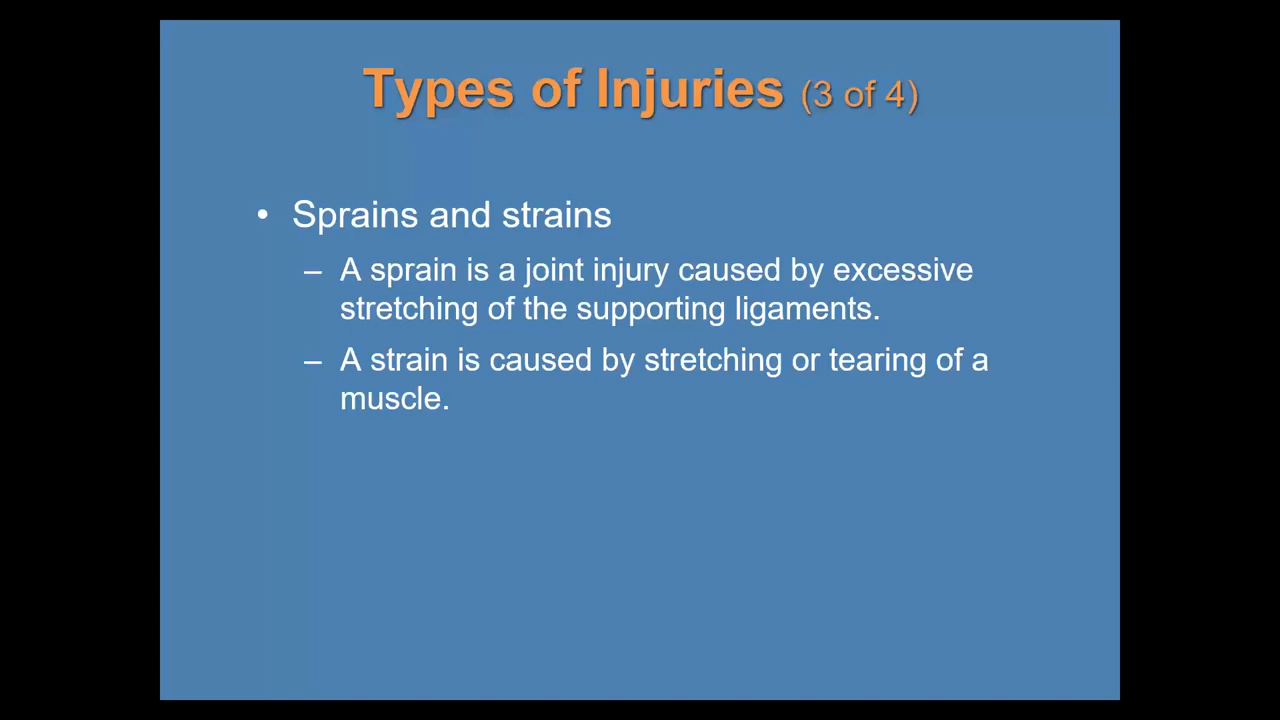 Types of Injuries (3 of 4)
• Sprains and strains
– A sprain is a joint injury caused by excessive
stretching of the supporting ligaments.
– A strain is caused by stretching or tearing of a
muscle.